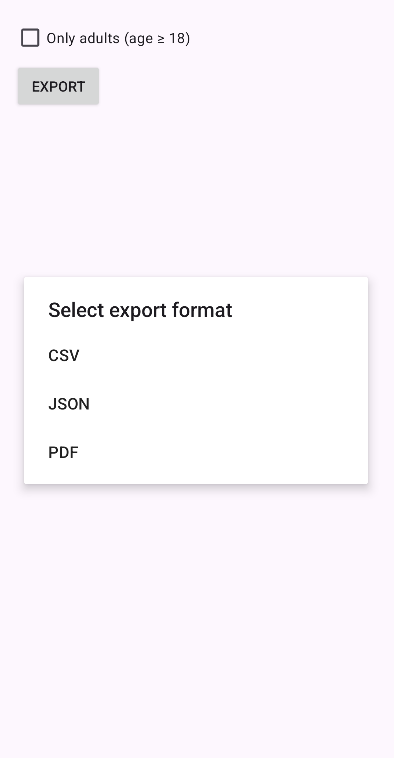 Only adults (age ≥ 18)
EXPORT
Select export format
CSV
JSON
PDF